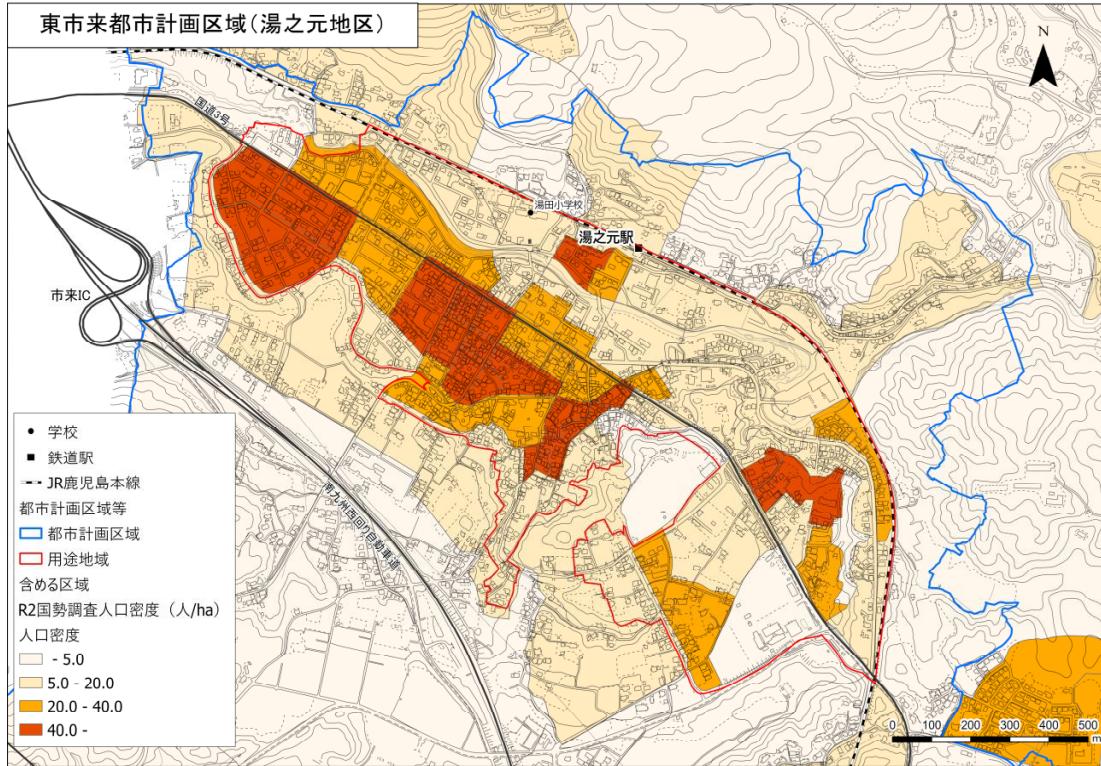 東市来都市計画区域(湯之元地区)
N
国道3号
湯田小学校
湯之元駅
市来IC
南九州西回り自動車道
学校
鉄道駅
JR鹿児島本線
都市計画区域等
都市計画区域
用途地域
含める区域
R2国勢調査人口密度(人/ha)
人口密度
- 5.0
5.0 - 20.0
20.0 - 40.0
40.0 -
0 100 200 300 400 500
m